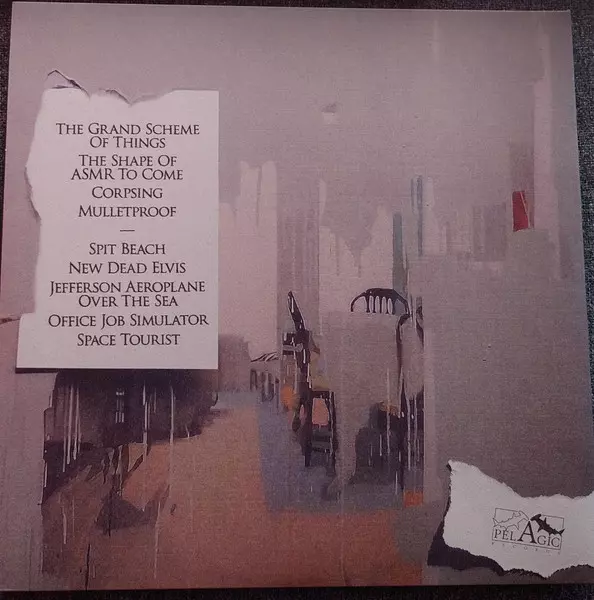 The Grand Scheme
Of Things
The Shape Of
ASMR To Come
Corpsing
Mulletproof
—
Spit Beach
New Dead Elvis
Jefferson Aeroplane
Over The Sea
Office Job Simulator
Space Tourist
PELAGIC
RECORDS